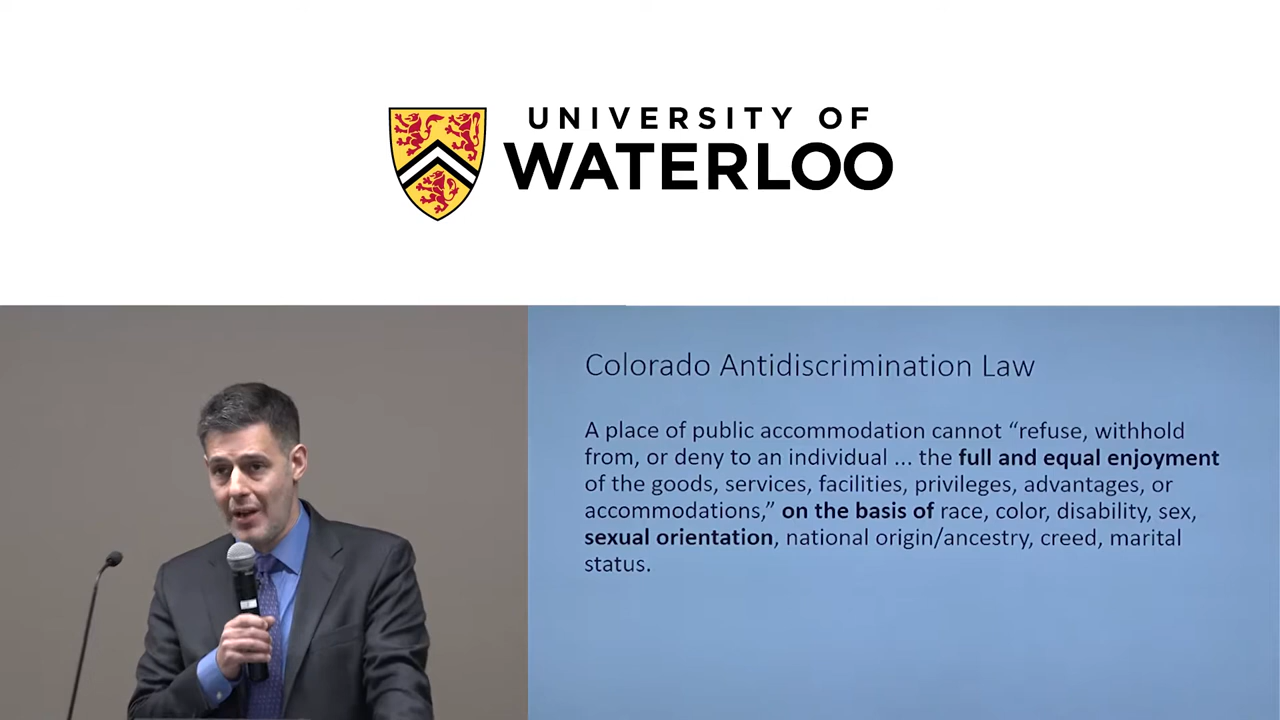 UNIVERSITY OF
WATERLOO
Colorado Antidiscrimination Law
A place of public accommodation cannot “refuse, withhold
from, or deny to an individual ... the full and equal enjoyment
of the goods, services, facilities, privileges, advantages, or
accommodations,” on the basis of race, color, disability, sex,
sexual orientation, national origin/ancestry, creed, marital
status.